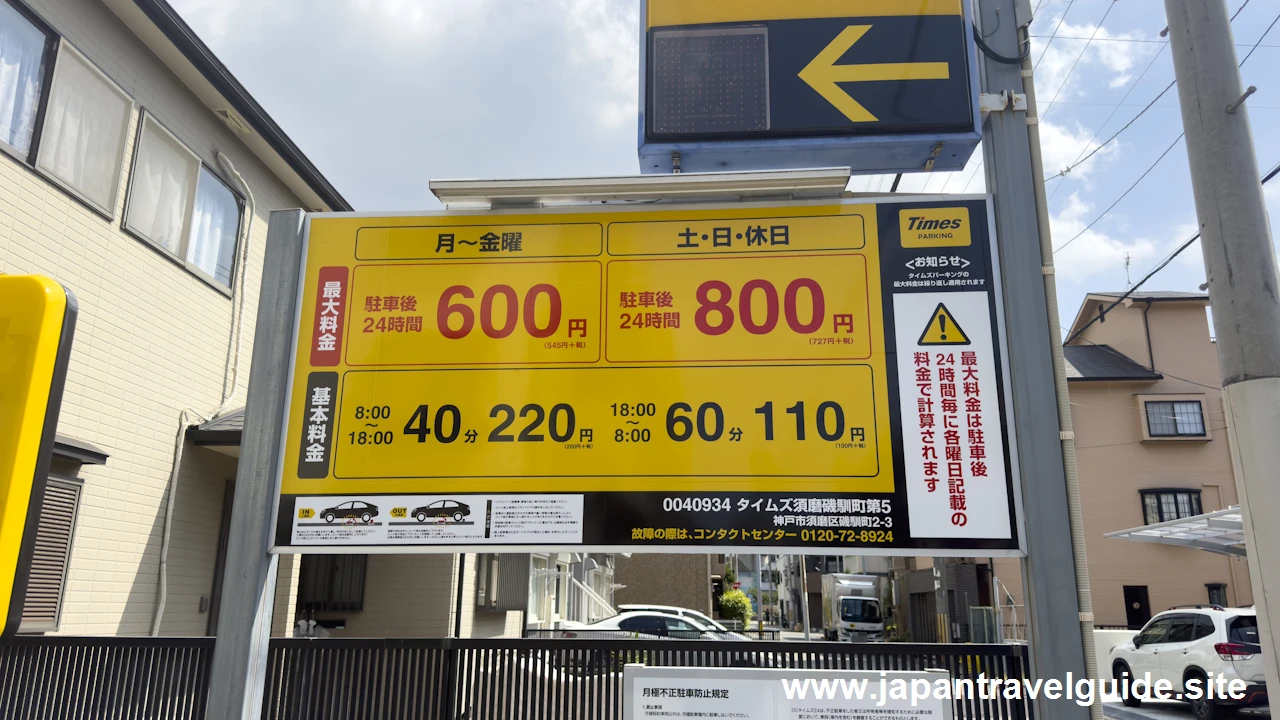 月〜金曜
土・日・休日
最大料金
駐車後
24時間
600円
(545円+税)
駐車後
24時間
800円
(727円+税)
基本料金
8:00
〜
18:00
40分 220円
(200円+税)
18:00
〜
8:00
60分 110円
(100円+税)
Times
PARKING
<お知らせ>
タイムズパーキングの
最大料金は繰り返し適用されます
最大料金は駐車後
24時間毎に各曜日記載の
料金で計算されます
IN
OUT
0040934 タイムズ須磨磯馴町第5
神戸市須磨区磯馴町2-3
故障の際は、コンタクトセンター 0120-72-8924
月極不正駐車防止規定
www.japantravelguide.site